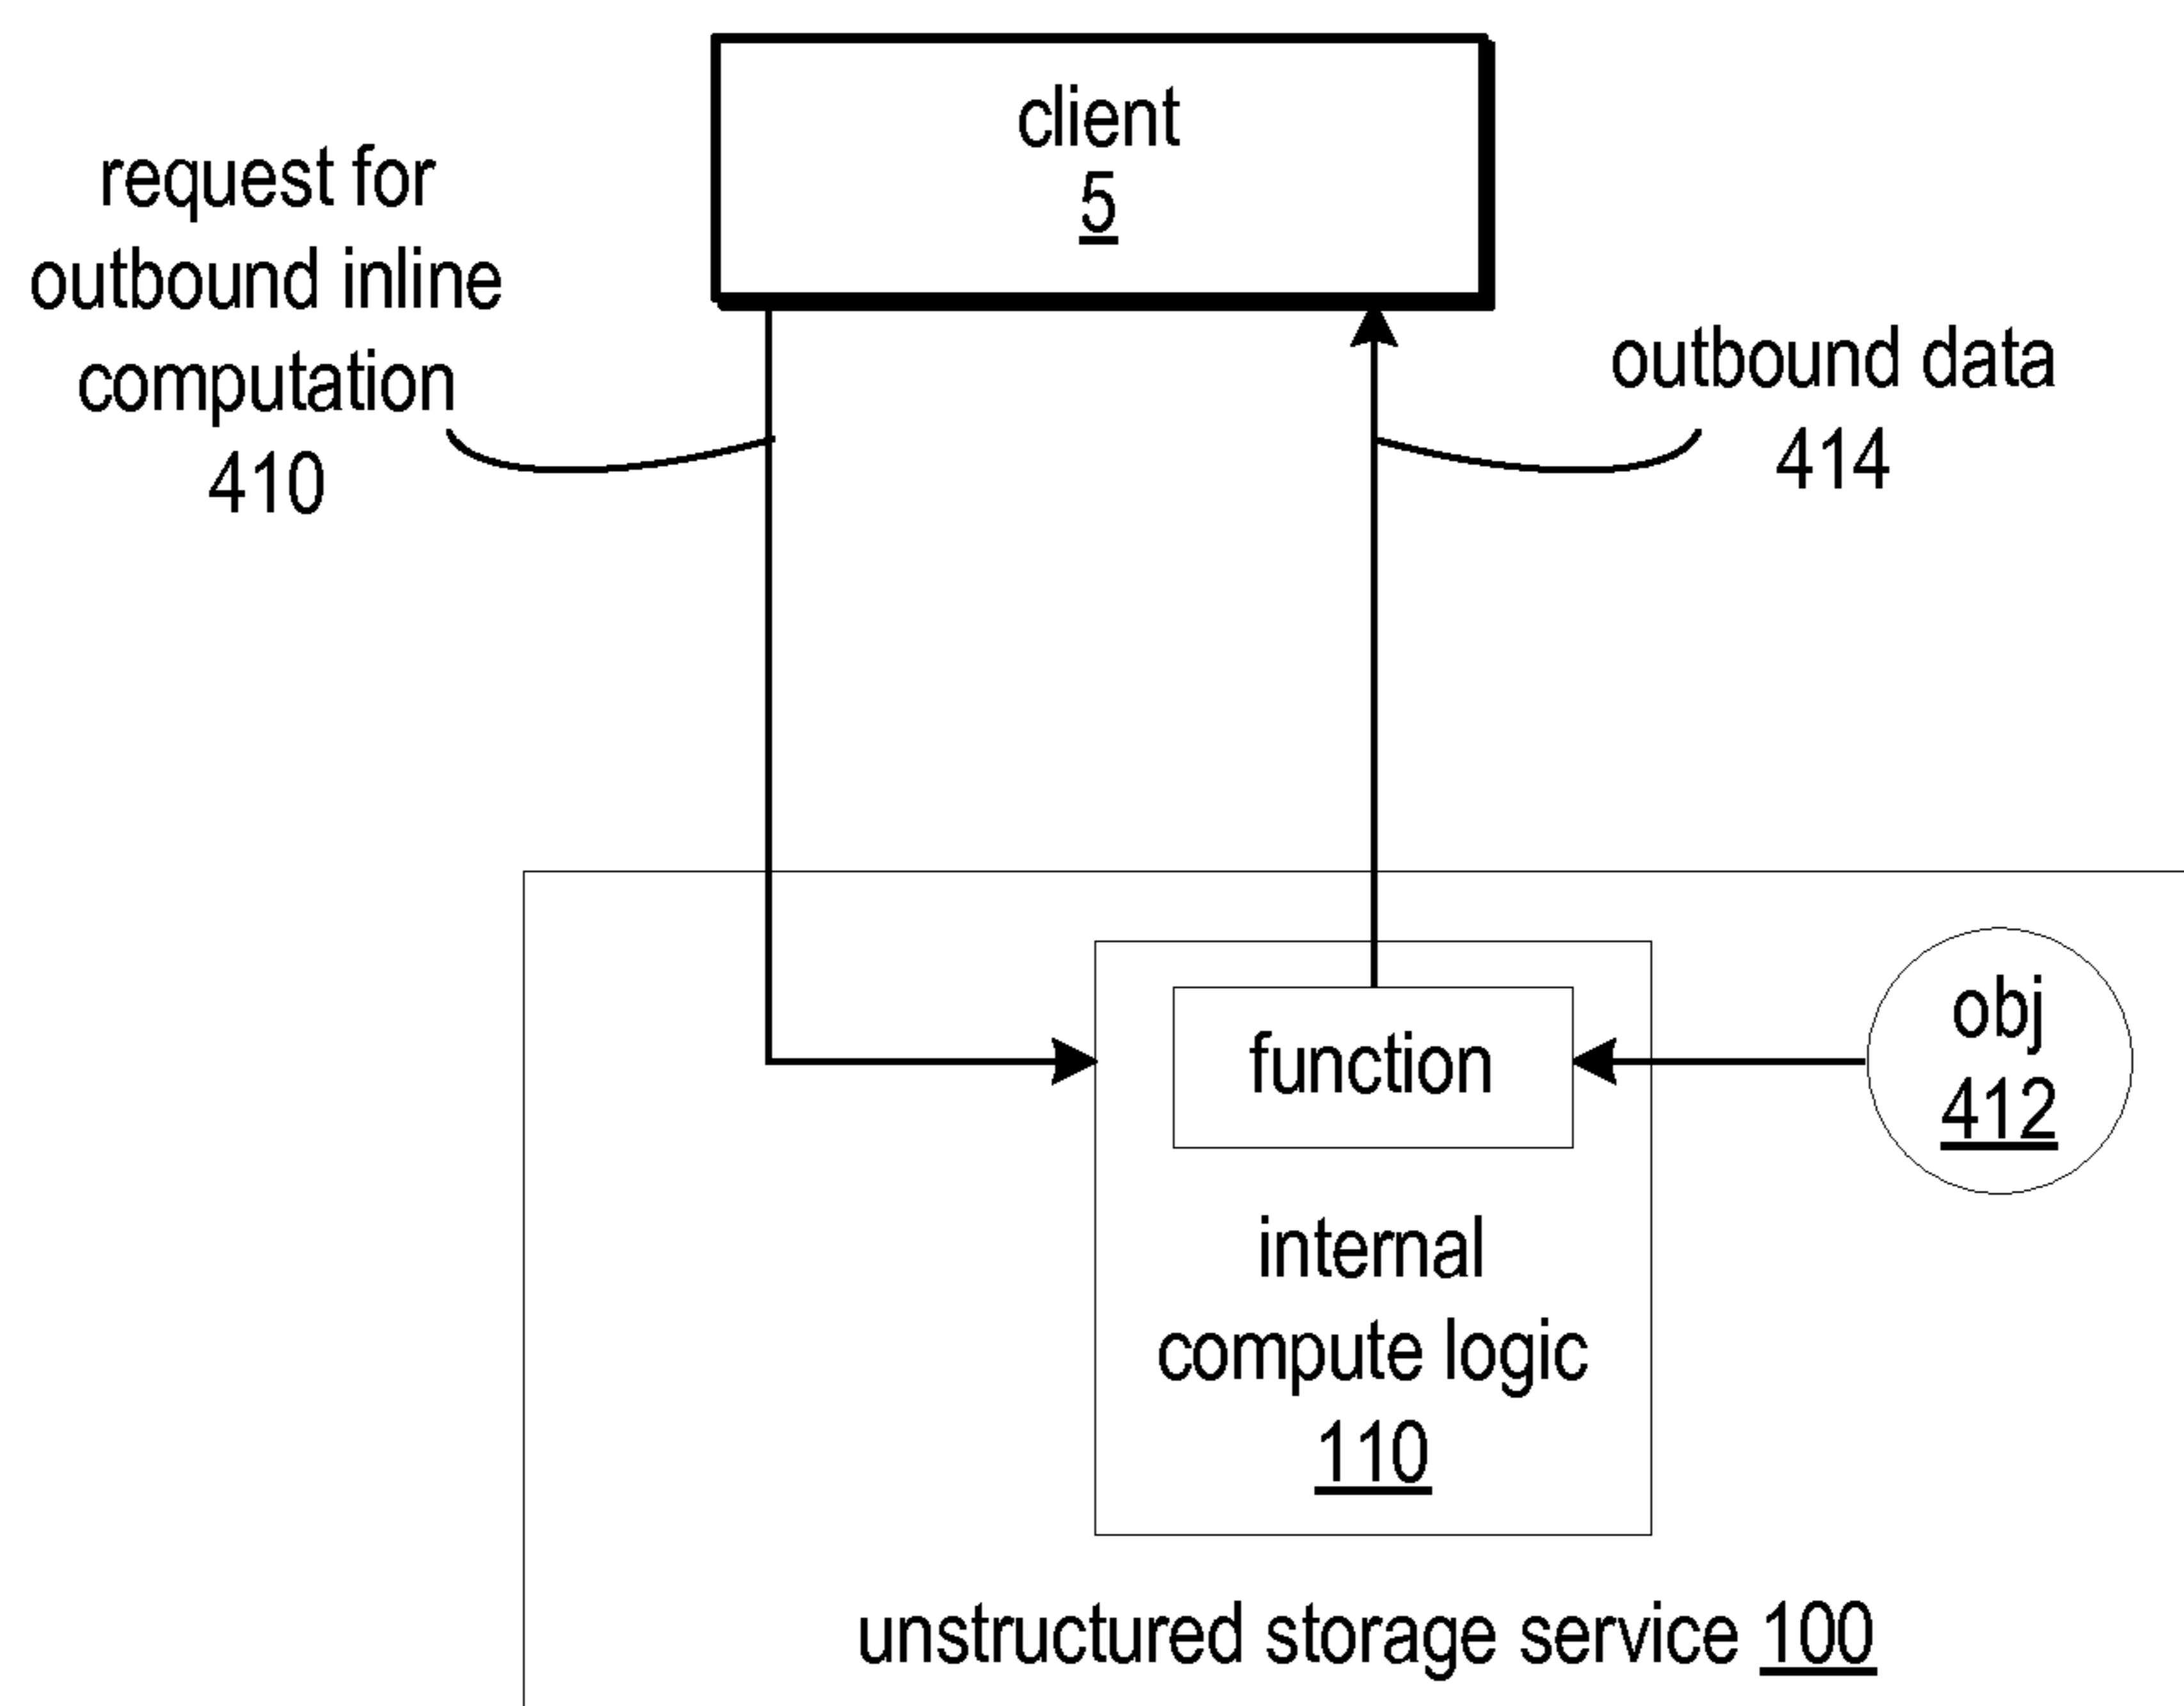 client
5
request for
outbound inline
computation
410
outbound data
414
function
obj
412
internal
compute logic
110
unstructured storage service 100